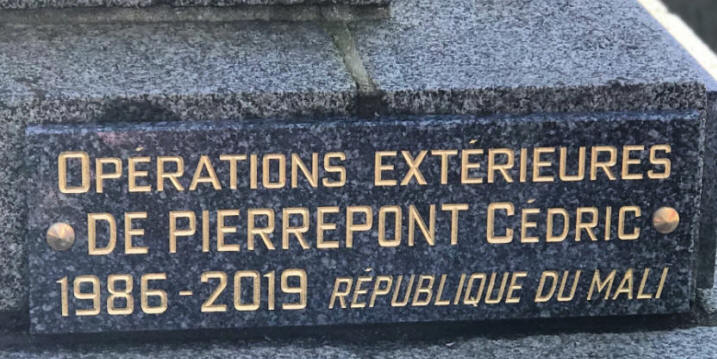 OPÉRATIONS EXTÉRIEURES
DE PIERREPONT CÉDRIC
1986-2019 RÉPUBLIQUE DU MALI